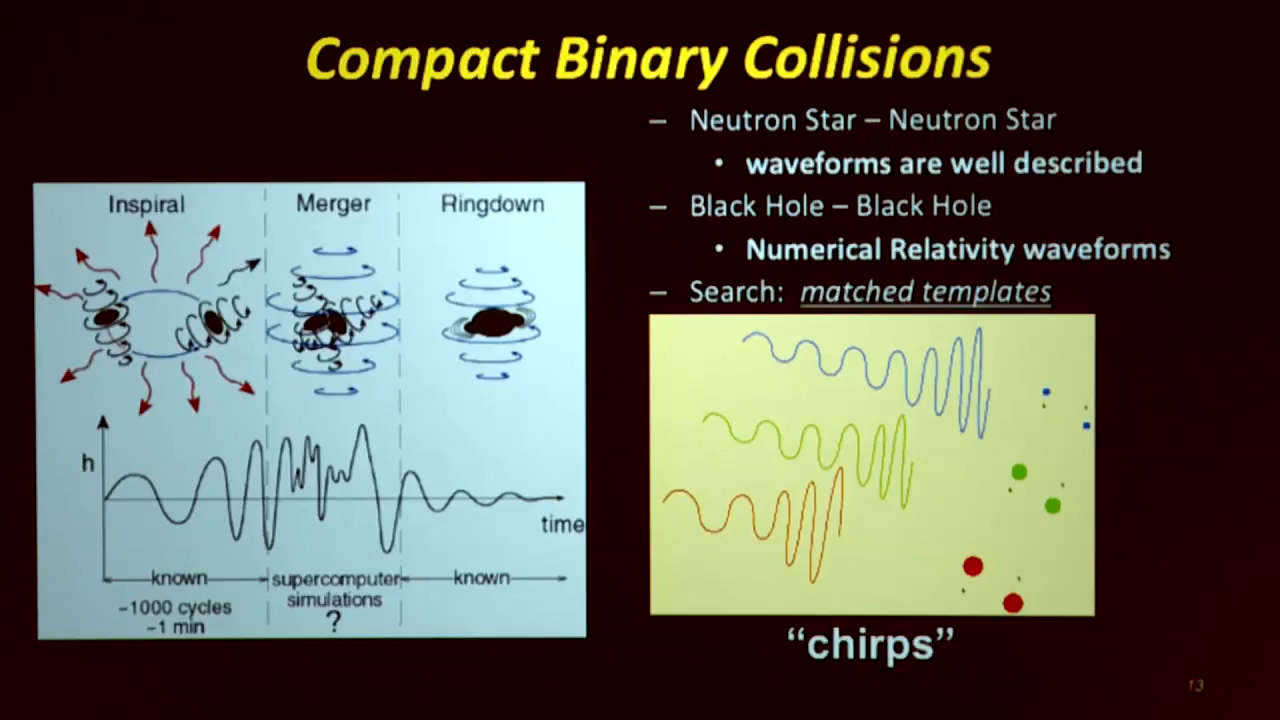 Compact Binary Collisions
– Neutron Star – Neutron Star
• waveforms are well described
– Black Hole – Black Hole
• Numerical Relativity waveforms
– Search: matched templates
Inspiral Merger Ringdown
h
time
known supercomputer known
simulations
~1000 cycles ?
~1 min
“chirps”
13